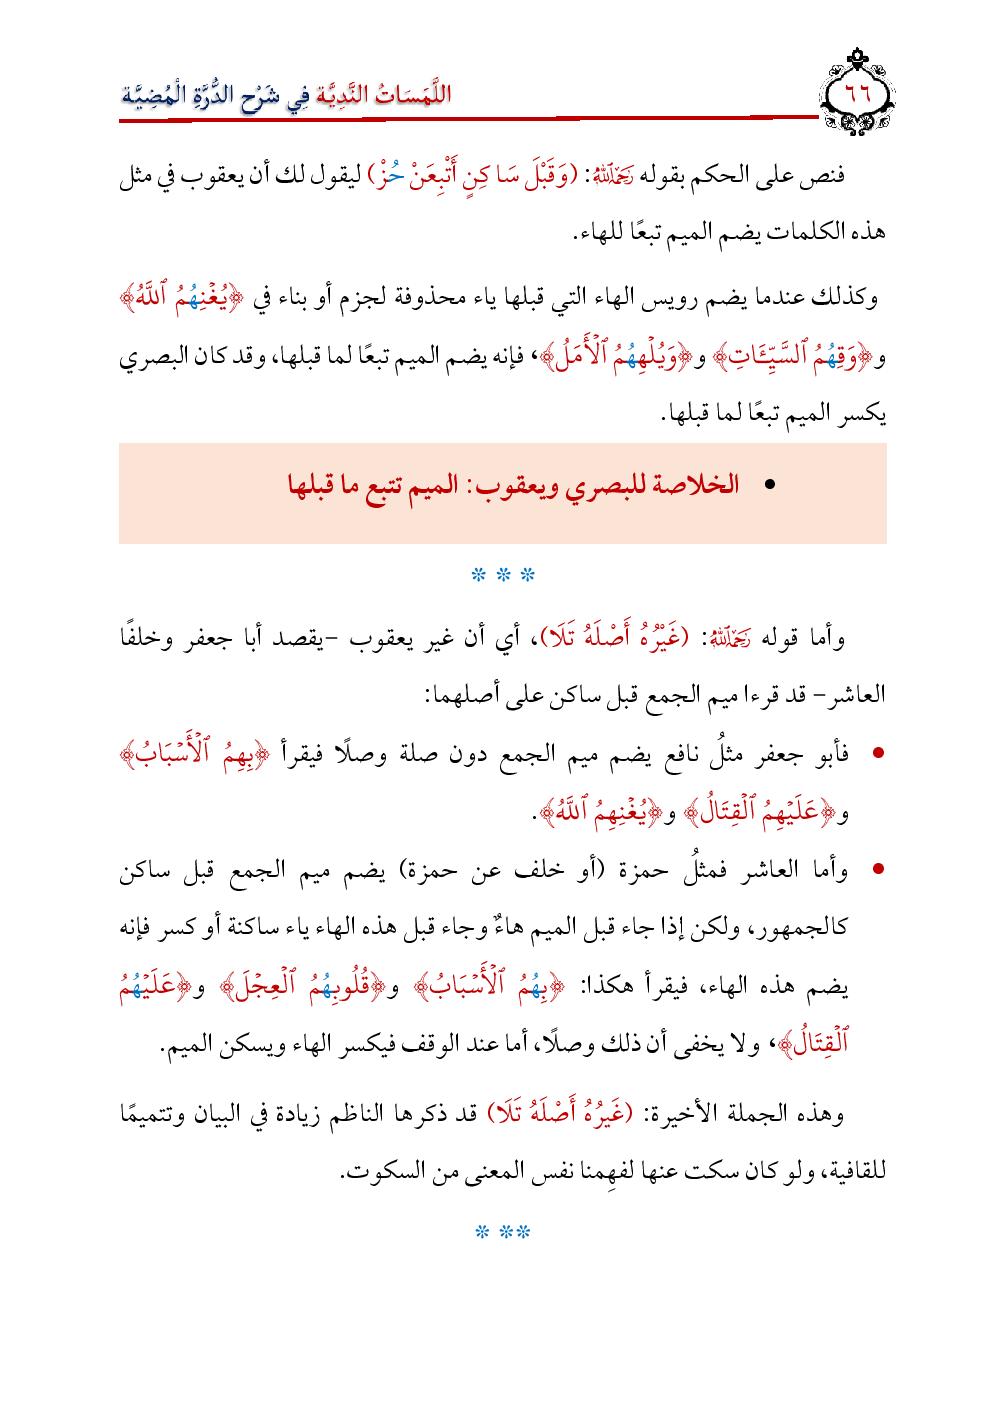 اللَّمَسَاتُ النَّدِيَّة فِي شَرْحِ الدُّرَّةِ الْمُضِيَّة
٦٦
فنص على الحكم بقوله رَحِمَهُ اللَّهُ: (وَقَبْلَ سَاكِنٍ أَتْبِعَنْ حُزْ) ليقول لك أن يعقوب في مثل
هذه الكلمات يضم الميم تبعًا للهاء.
وكذلك عندما يضم رويس الهاء التي قبلها ياء محذوفة لجزم أو بناء في ﴿يُغْنِهُمُ ٱللَّهُ﴾
و﴿وَقِهُمُ ٱلسَّيِّـَٔاتِ﴾ و﴿وَيُلْهِهُمُ ٱلْأَمَلُ﴾، فإنه يضم الميم تبعًا لما قبلها، وقد كان البصري
يكسر الميم تبعًا لما قبلها.
• الخلاصة للبصري ويعقوب: الميم تتبع ما قبلها
* * *
وأما قوله رَحِمَهُ اللَّهُ: (غَيْرُهُ أَصْلَهُ تَلَا)، أي أن غير يعقوب –يقصد أبا جعفر وخلفًا
العاشر– قد قرءا ميم الجمع قبل ساكن على أصلهما:
• فأبو جعفر مثلُ نافع يضم ميم الجمع دون صلة وصلًا فيقرأ ﴿بِهِمُ ٱلْأَسْبَابُ﴾
و﴿عَلَيْهِمُ ٱلْقِتَالُ﴾ و﴿يُغْنِهِمُ ٱللَّهُ﴾.
• وأما العاشر فمثلُ حمزة (أو خلف عن حمزة) يضم ميم الجمع قبل ساكن
كالجمهور، ولكن إذا جاء قبل الميم هاءٌ وجاء قبل هذه الهاء ياء ساكنة أو كسر فإنه
يضم هذه الهاء، فيقرأ هكذا: ﴿بِهُمُ ٱلْأَسْبَابُ﴾ و﴿قُلُوبِهُمُ ٱلْعِجْلَ﴾ و﴿عَلَيْهُمُ
ٱلْقِتَالُ﴾، ولا يخفى أن ذلك وصلًا، أما عند الوقف فيكسر الهاء ويسكن الميم.
وهذه الجملة الأخيرة: (غَيْرُهُ أَصْلَهُ تَلَا) قد ذكرها الناظم زيادة في البيان وتتميمًا
للقافية، ولو كان سكت عنها لفهِمنا نفس المعنى من السكوت.
* **